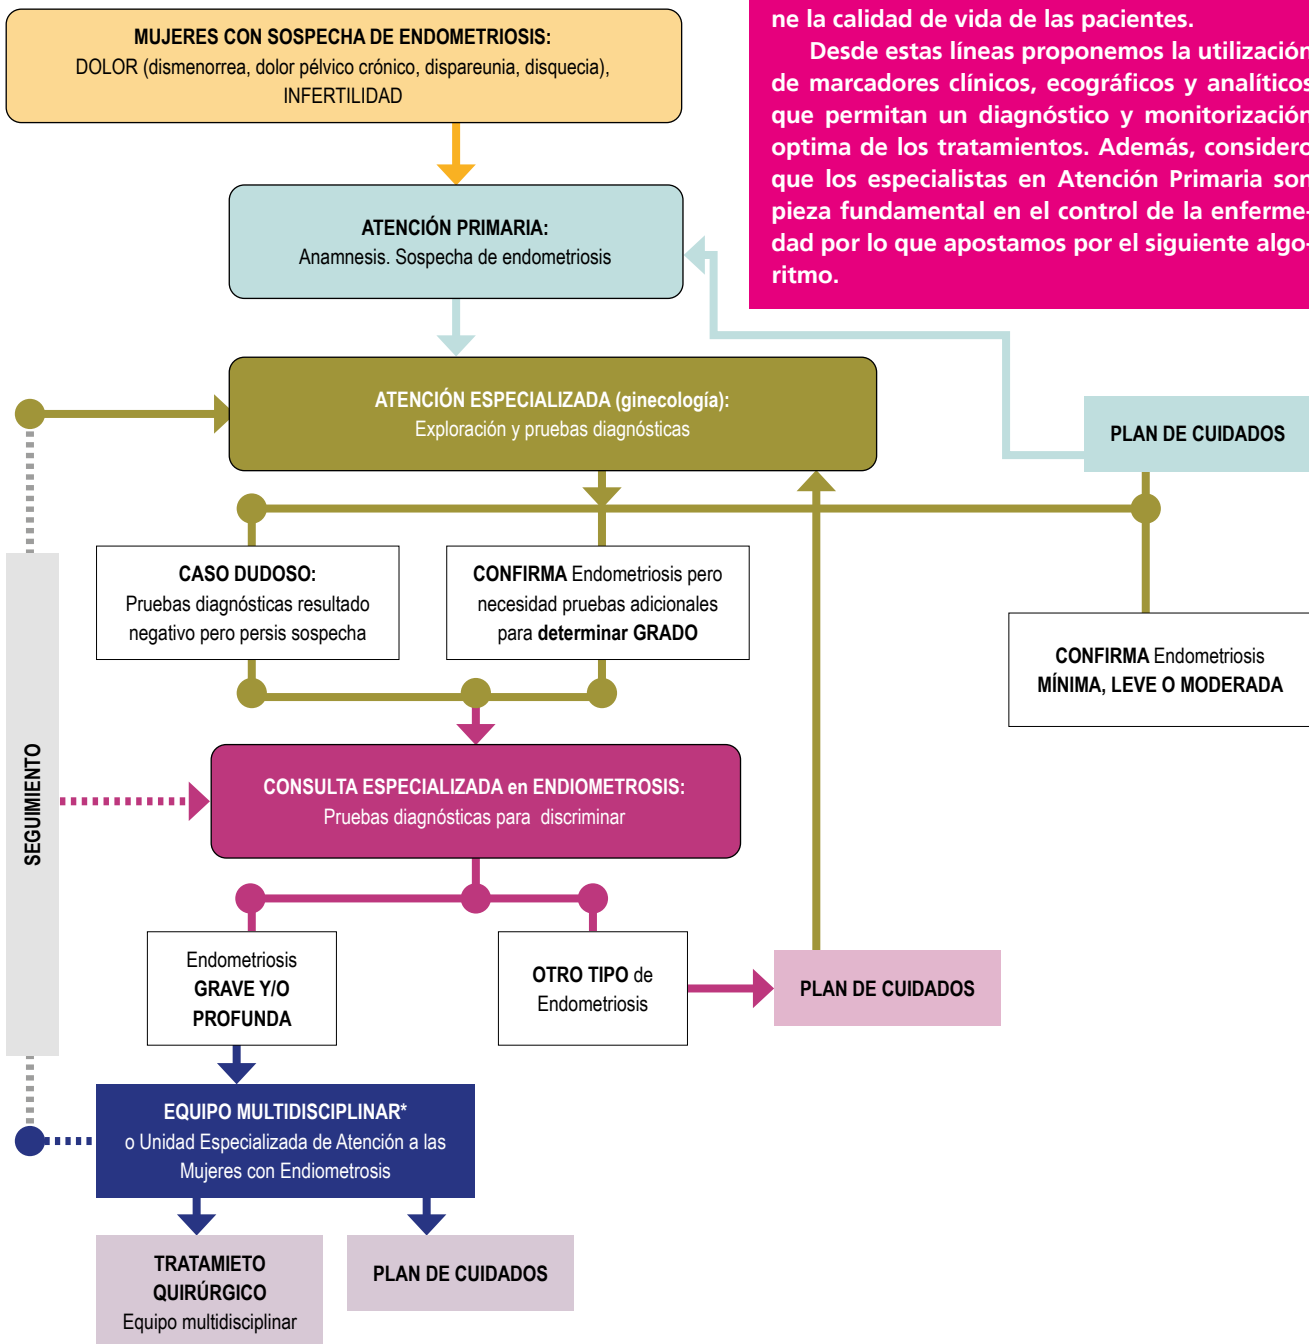 MUJERES CON SOSPECHA DE ENDOMETRIOSIS:
DOLOR (dismenorrea, dolor pélvico crónico, dispareunia, disquecia),
INFERTILIDAD
ne la calidad de vida de las pacientes.
Desde estas líneas proponemos la utilización
de marcadores clínicos, ecográficos y analíticos
que permitan un diagnóstico y monitorización
optima de los tratamientos. Además, considero
que los especialistas en Atención Primaria son
pieza fundamental en el control de la enferme-
dad por lo que apostamos por el siguiente algo-
ritmo.
ATENCIÓN PRIMARIA:
Anamnesis. Sospecha de endometriosis
ATENCIÓN ESPECIALIZADA (ginecología):
Exploración y pruebas diagnósticas
PLAN DE CUIDADOS
CASO DUDOSO:
Pruebas diagnósticas resultado
negativo pero persis sospecha
CONFIRMA Endometriosis pero
necesidad pruebas adicionales
para determinar GRADO
CONFIRMA Endometriosis
MÍNIMA, LEVE O MODERADA
SEGUIMIENTO
CONSULTA ESPECIALIZADA en ENDIOMETROSIS:
Pruebas diagnósticas para discriminar
Endometriosis
GRAVE Y/O
PROFUNDA
OTRO TIPO de
Endometriosis
PLAN DE CUIDADOS
EQUIPO MULTIDISCIPLINAR*
o Unidad Especializada de Atención a las
Mujeres con Endiometrosis
TRATAMIETO
QUIRÚRGICO
Equipo multidisciplinar
PLAN DE CUIDADOS